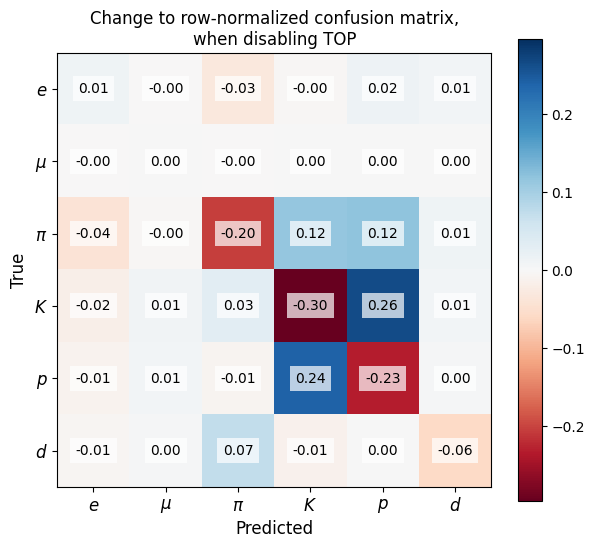 Change to row-normalized confusion matrix,
when disabling TOP
e 0.01 -0.00 -0.03 -0.00 0.02 0.01
μ -0.00 0.00 -0.00 0.00 0.00 0.00
π -0.04 -0.00 -0.20 0.12 0.12 0.01
K -0.02 0.01 0.03 -0.30 0.26 0.01
p -0.01 0.01 -0.01 0.24 -0.23 0.00
d -0.01 0.00 0.07 -0.01 0.00 -0.06
e μ π K p d
Predicted
True
0.2
0.1
0.0
−0.1
−0.2